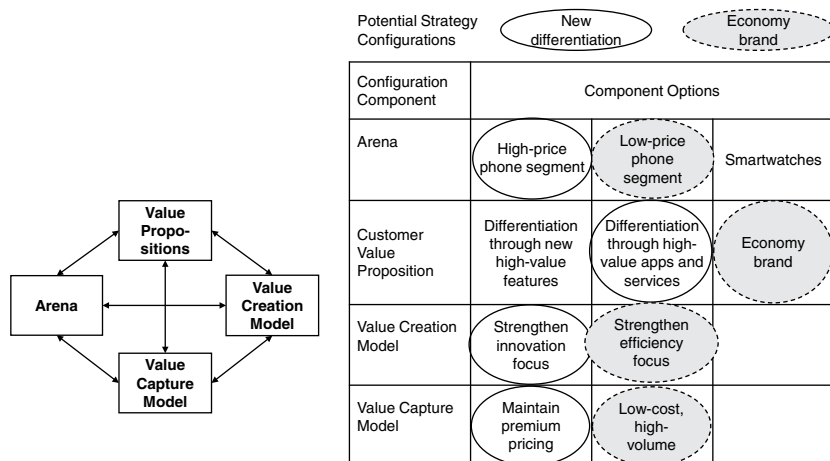 Value
Propo-
sitions
Arena
Value
Creation
Model
Value
Capture
Model
Potential Strategy
Configurations
New
differentiation
Economy
brand
Configuration
Component
Component Options
Arena
High-price
phone segment
Low-price
phone
segment
Smartwatches
Customer
Value
Proposition
Differentiation
through new
high-value
features
Differentiation
through high-
value apps and
services
Economy
brand
Value Creation
Model
Strengthen
innovation
focus
Strengthen
efficiency
focus
Value Capture
Model
Maintain
premium
pricing
Low-cost,
high-
volume